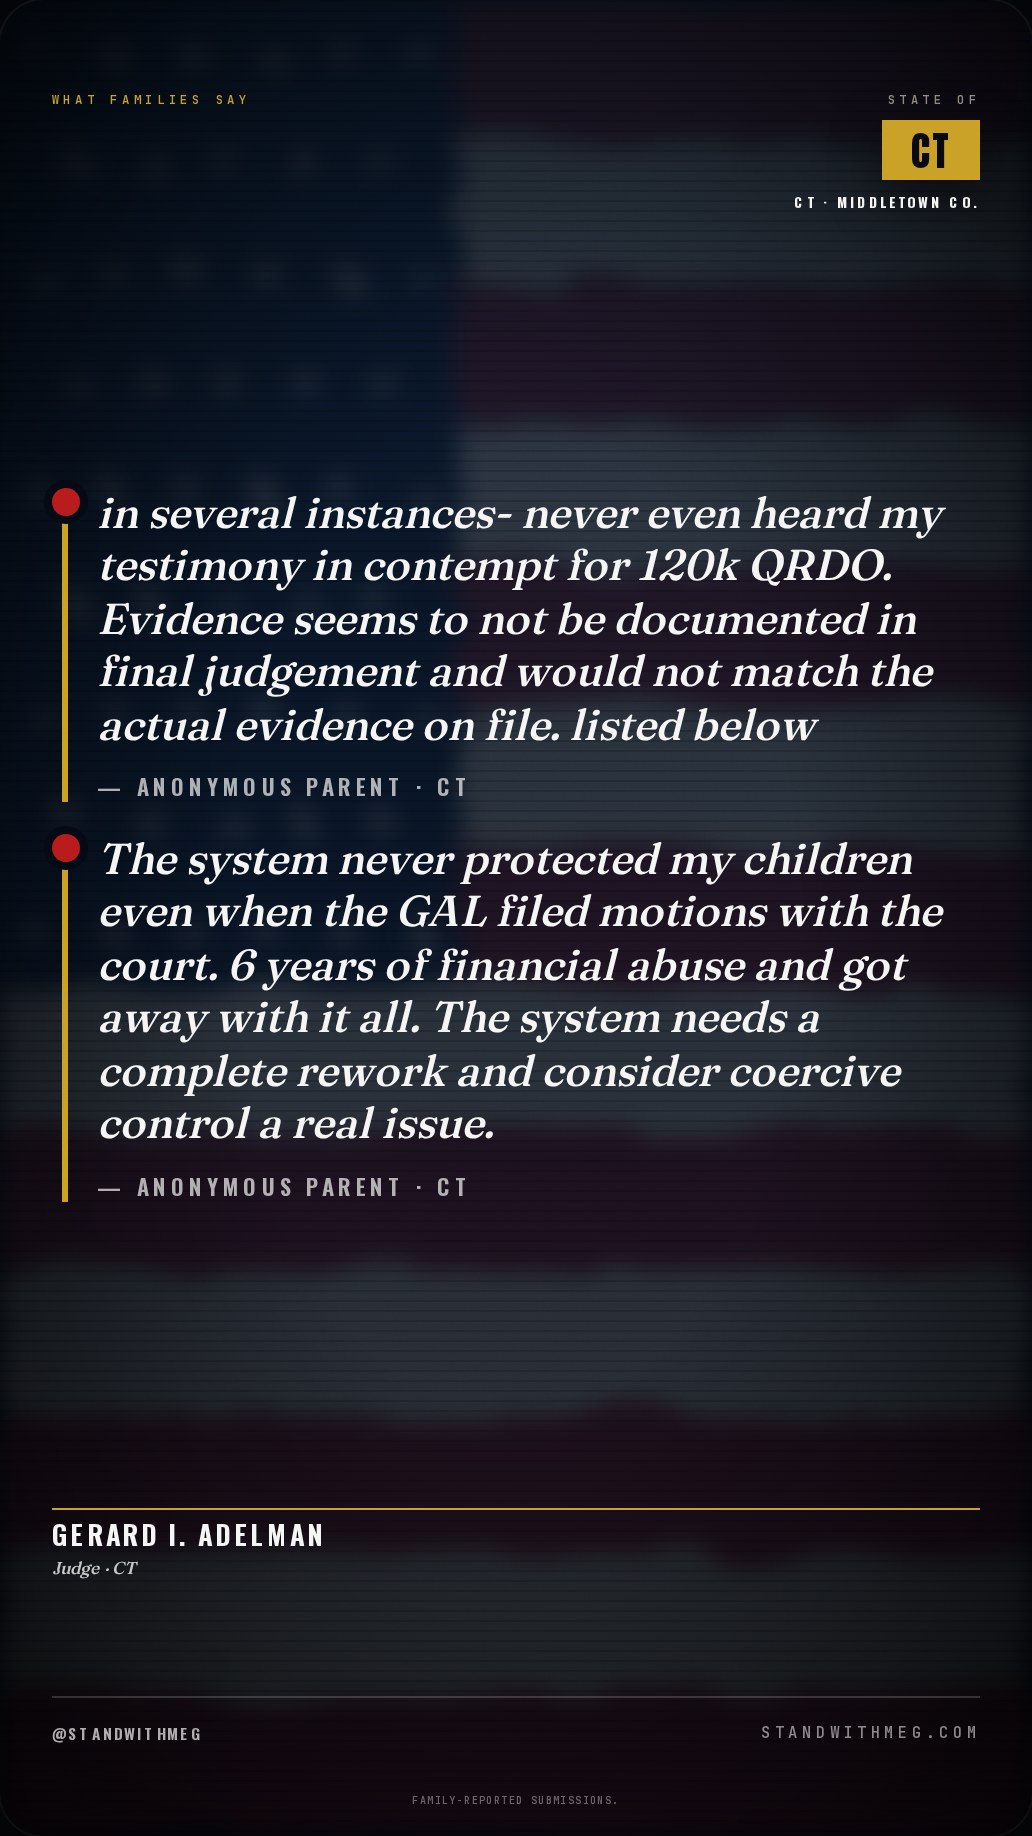 WHAT FAMILIES SAY
STATE OF
CT
CT · MIDDLETOWN CO.
in several instances- never even heard my
testimony in contempt for 120k QRDO.
Evidence seems to not be documented in
final judgement and would not match the
actual evidence on file. listed below
— ANONYMOUS PARENT · CT
The system never protected my children
even when the GAL filed motions with the
court. 6 years of financial abuse and got
away with it all. The system needs a
complete rework and consider coercive
control a real issue.
— ANONYMOUS PARENT · CT
GERARD I. ADELMAN
Judge · CT
@STANDWITHMEG
STANDWITHMEG.COM
FAMILY-REPORTED SUBMISSIONS.